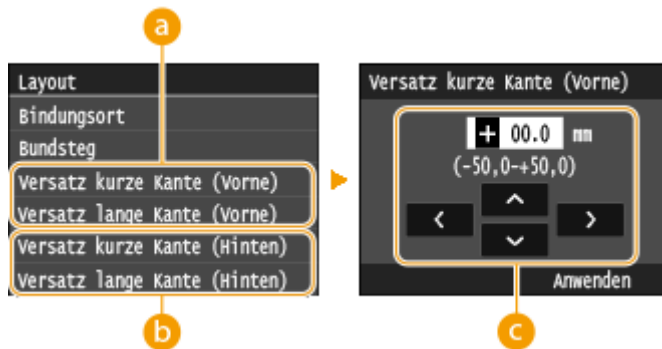 a
Layout
Bindungsort
Bundsteg
Versatz kurze Kante (Vorne)
Versatz lange Kante (Vorne)
Versatz kurze Kante (Hinten)
Versatz lange Kante (Hinten)
b
Versatz kurze Kante (Vorne)
+ 00.0 mm
(-50,0-+50,0)
Anwenden
c